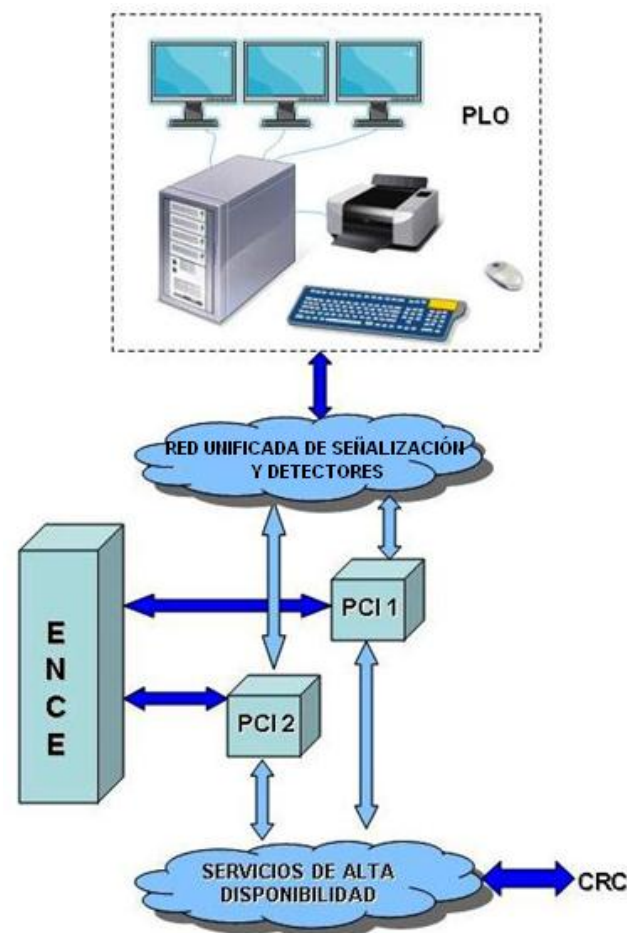 PLO
RED UNIFICADA DE SEÑALIZACIÓN
Y DETECTORES
PCI 1
E
N
C
E
PCI 2
SERVICIOS DE ALTA
DISPONIBILIDAD
CRC